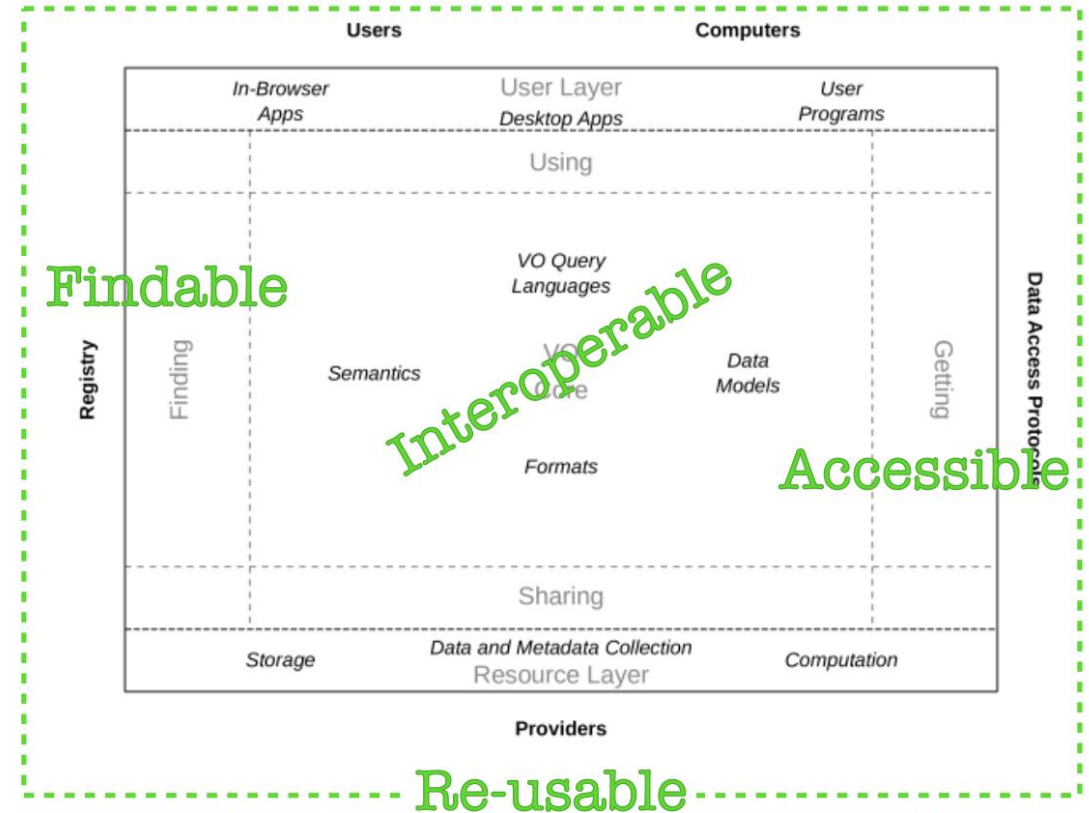 Users
Computers
In-Browser
Apps
User Layer
Desktop Apps
User
Programs
Using
Findable
VO Query
Languages
Interoperable
Registry
Finding
Semantics
VO
Core
Data
Models
Getting
Data Access Protocols
Formats
Accessible
Sharing
Storage
Data and Metadata Collection
Resource Layer
Computation
Providers
Re-usable